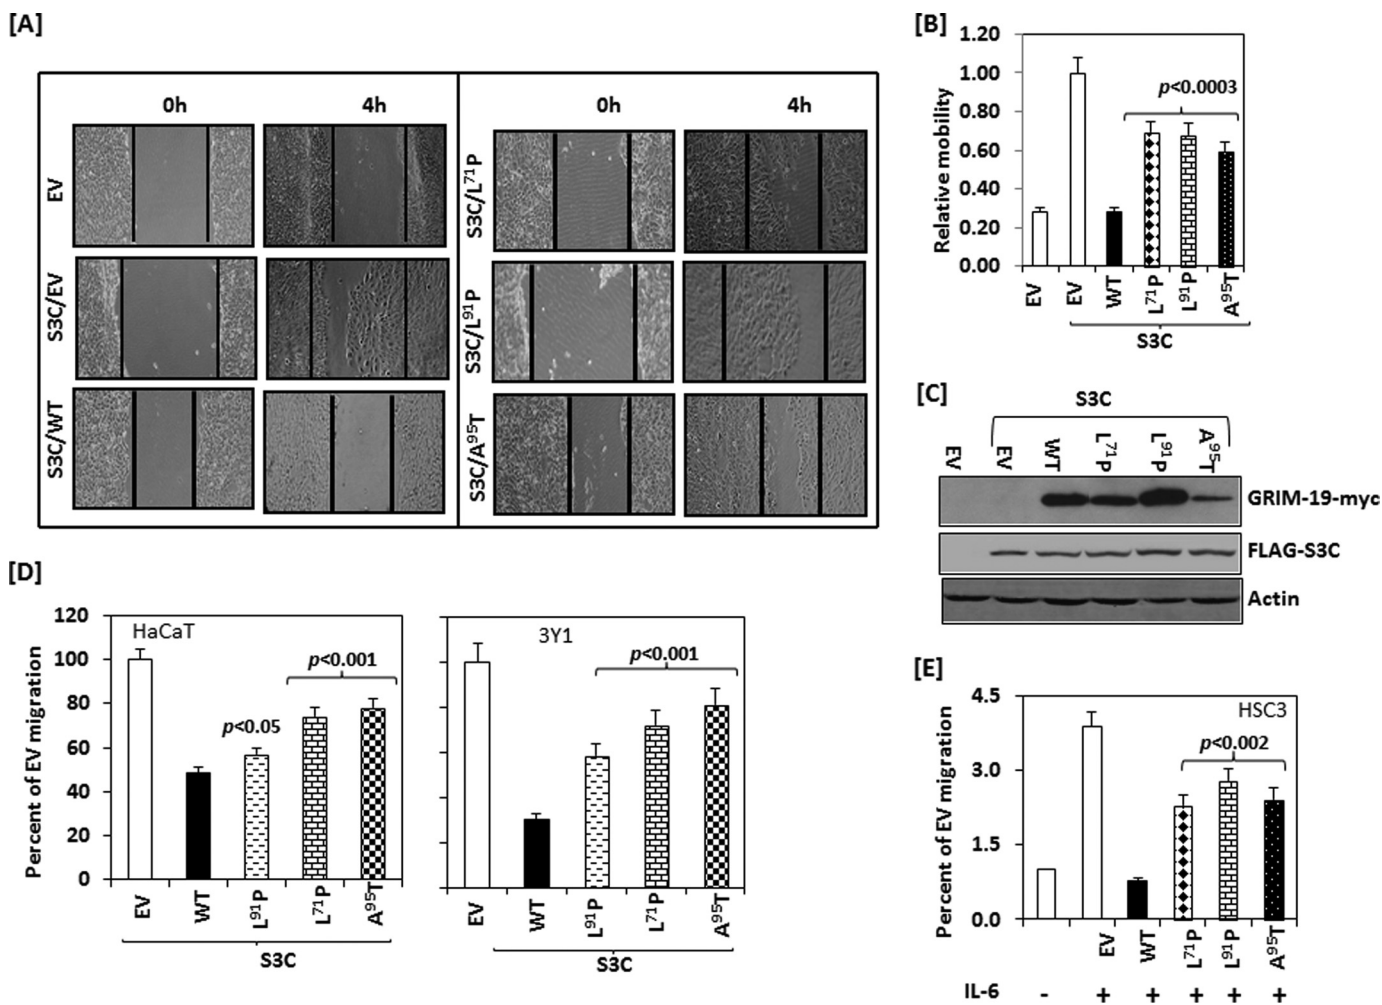 [A]
0h
4h
0h
4h
EV
S3C/EV
S3C/WT
S3C/L71P
S3C/L91P
S3C/A95T
[B]
1.20
1.00
0.80
0.60
0.40
0.20
0.00
Relative mobility
p<0.0003
EV
EV
WT
L71P
L91P
A95T
S3C
[C]
S3C
EV
EV
WT
L71P
L91P
A95T
GRIM-19-myc
FLAG-S3C
Actin
[D]
120
100
80
60
40
20
0
Percent of EV migration
HaCaT
p<0.05
p<0.001
EV
WT
L91P
L71P
A95T
S3C
3Y1
p<0.001
EV
WT
L91P
L71P
A95T
S3C
[E]
4.5
3.0
1.5
0.0
Percent of EV migration
HSC3
p<0.002
EV
WT
L71P
L91P
A95T
IL-6 - + + + + +